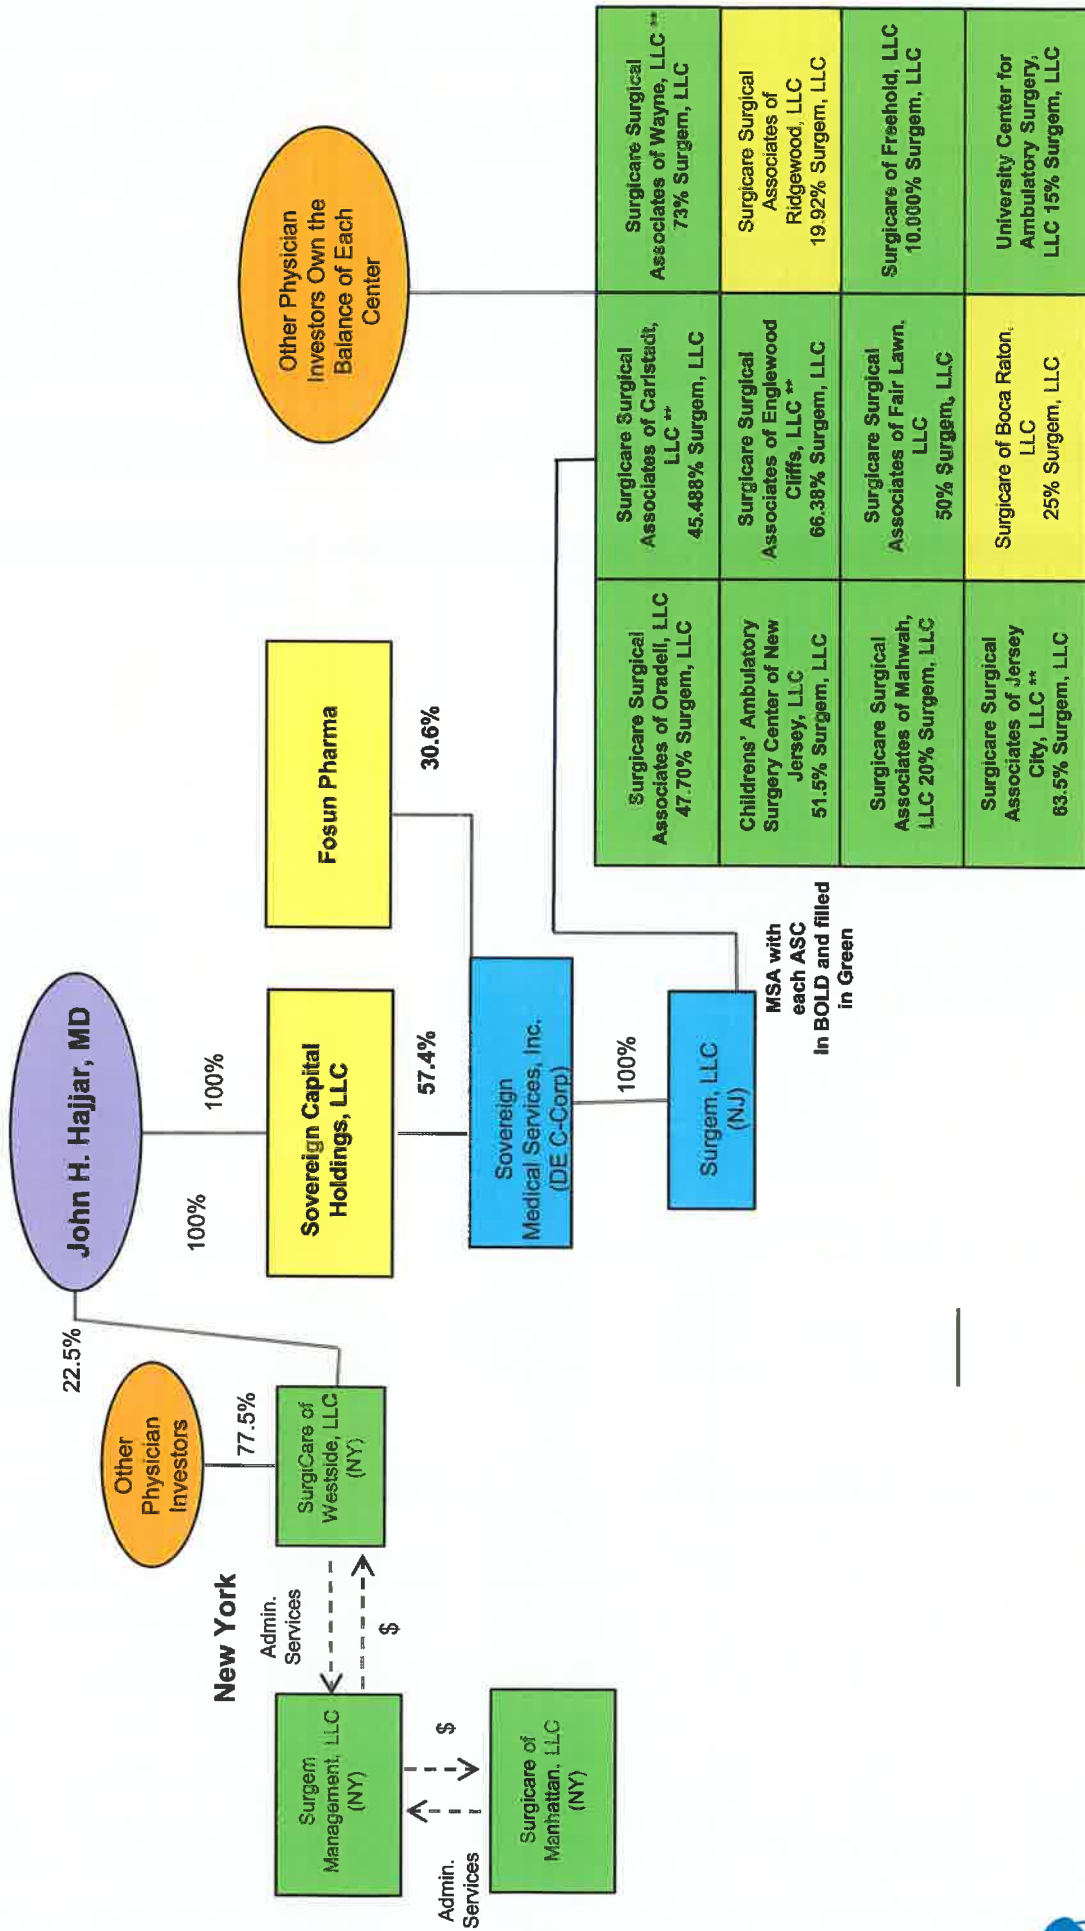 John H. Hajjar, MD
22.5%
100%
100%
Other
Physician
Investors
77.5%
New York
SurgiCare of
Westside, LLC
(NY)
Admin.
Services
$
Surgem
Management, LLC
(NY)
$
Admin.
Services
Surgicare of
Manhattan, LLC
(NY)
Sovereign Capital
Holdings, LLC
57.4%
Fosun Pharma
30.6%
Sovereign
Medical Services, Inc.
(DE C-Corp)
100%
Surgem, LLC
(NJ)
MSA with
each ASC
In BOLD and filled
in Green
Other Physician
Investors Own the
Balance of Each
Center
Surgicare Surgical
Associates of Oradell, LLC
47.70% Surgem, LLC
Surgicare Surgical
Associates of Carlstadt,
LLC **
45.488% Surgem, LLC
Surgicare Surgical
Associates of Wayne, LLC **
73% Surgem, LLC
Childrens' Ambulatory
Surgery Center of New
Jersey, LLC
51.5% Surgem, LLC
Surgicare Surgical
Associates of Englewood
Cliffs, LLC **
66.38% Surgem, LLC
Surgicare Surgical
Associates of
Ridgewood, LLC
19.92% Surgem, LLC
Surgicare Surgical
Associates of Mahwah,
LLC 20% Surgem, LLC
Surgicare Surgical
Associates of Fair Lawn,
LLC
50% Surgem, LLC
Surgicare of Freehold, LLC
10.000% Surgem, LLC
Surgicare Surgical
Associates of Jersey
City, LLC **
63.5% Surgem, LLC
Surgicare of Boca Raton,
LLC
25% Surgem, LLC
University Center for
Ambulatory Surgery,
LLC 15% Surgem, LLC